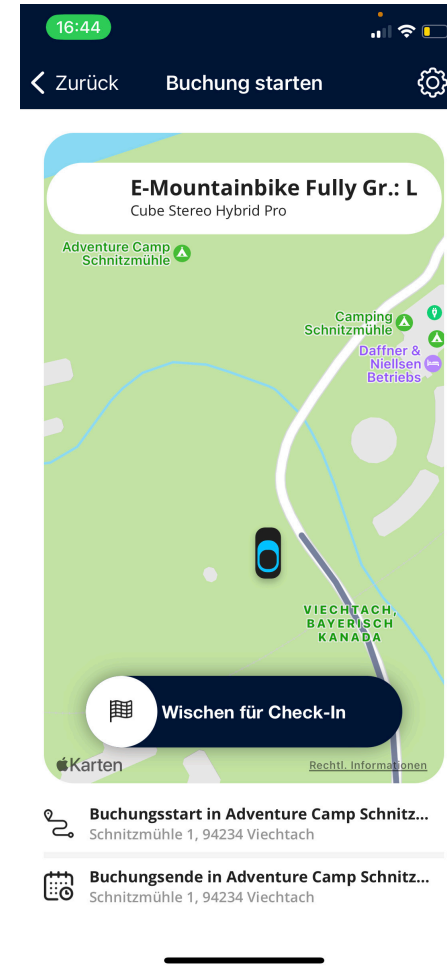 16:44
Zurück
Buchung starten
E-Mountainbike Fully Gr.: L
Cube Stereo Hybrid Pro
Adventure Camp
Schnitzmühle
Camping
Schnitzmühle
Daffner &
Niellsen
Betriebs
VIECHTACH,
BAYERISCH
KANADA
Wischen für Check-In
Karten
Rechtl. Informationen
Buchungsstart in Adventure Camp Schnitz...
Schnitzmühle 1, 94234 Viechtach
Buchungsende in Adventure Camp Schnitz...
Schnitzmühle 1, 94234 Viechtach